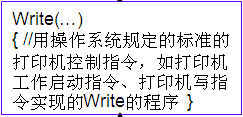 Write(…)
{ //用操作系统规定的标准的
打印机控制指令，如打印机
工作启动指令、打印机写指
令实现的Write的程序 }